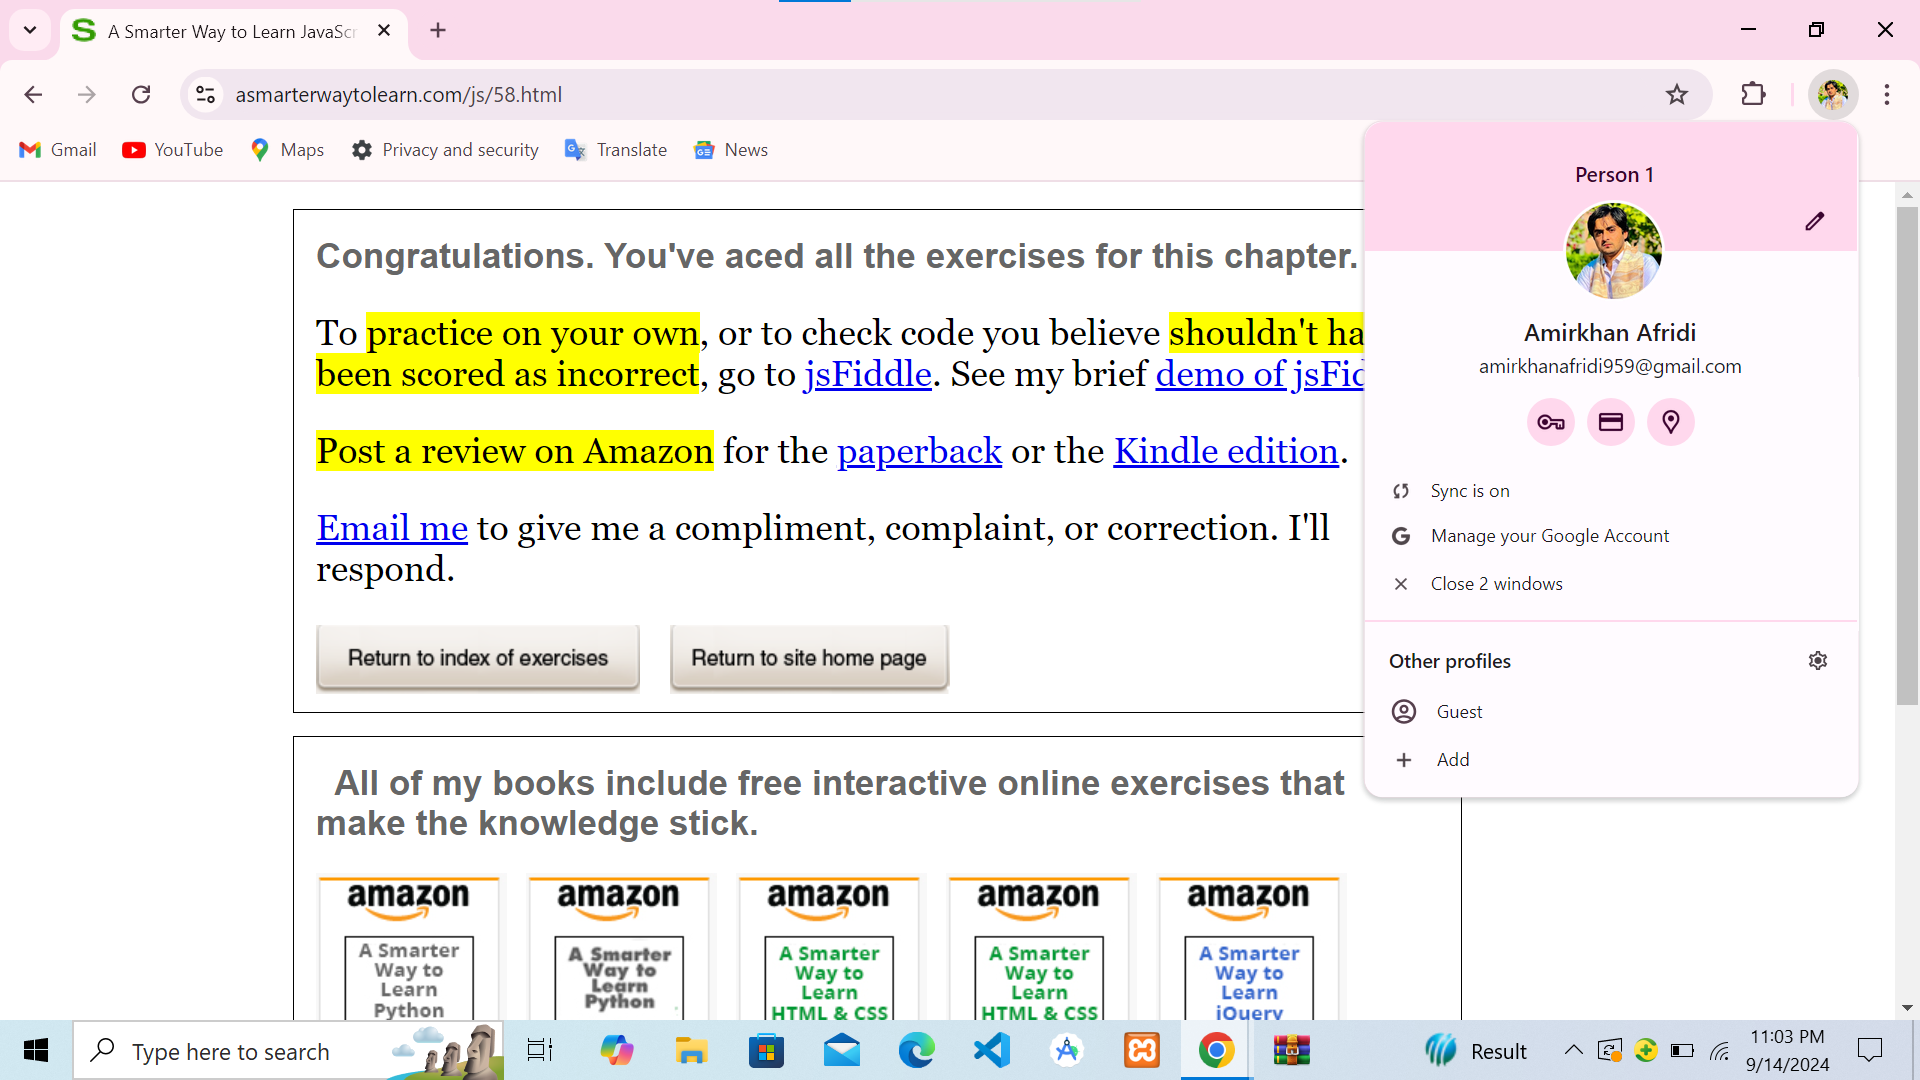 A Smarter Way to Learn JavaScr
asmarterwaytolearn.com/js/58.html
Gmail
YouTube
Maps
Privacy and security
Translate
News
Congratulations. You've aced all the exercises for this chapter.
To practice on your own, or to check code you believe shouldn't ha
been scored as incorrect, go to jsFiddle. See my brief demo of jsFid
Post a review on Amazon for the paperback or the Kindle edition.
Email me to give me a compliment, complaint, or correction. I'll
respond.
Return to index of exercises
Return to site home page
All of my books include free interactive online exercises that
make the knowledge stick.
amazon
A Smarter
Way to
Learn
Python
amazon
A Smarter
Way to
Learn
Python
amazon
A Smarter
Way to
Learn
HTML & CSS
amazon
A Smarter
Way to
Learn
HTML & CSS
amazon
A Smarter
Way to
Learn
jQuery
Person 1
Amirkhan Afridi
amirkhanafridi959@gmail.com
Sync is on
Manage your Google Account
Close 2 windows
Other profiles
Guest
Add
Type here to search
Result
11:03 PM
9/14/2024